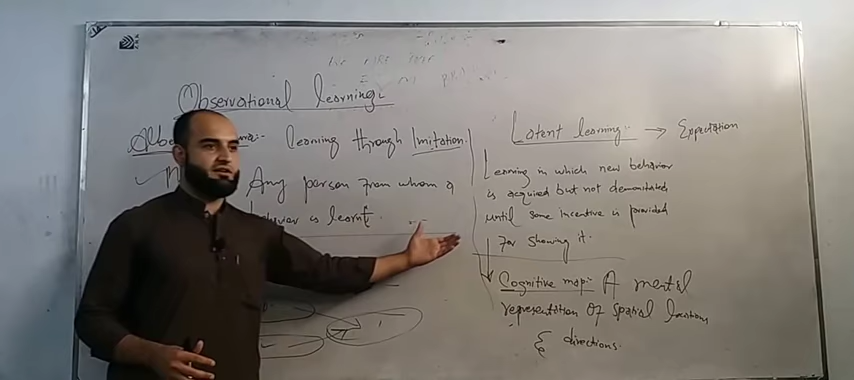 Observational learning:
Learning through Imitation.
Any person from whom a
is learnt.
Latent learning:- → Expectation
Learning in which new behavior
is acquired but not demonstrated
until some incentive is provided
for showing it.
Cognitive map:- A mental
representation of spatial locations
& directions.